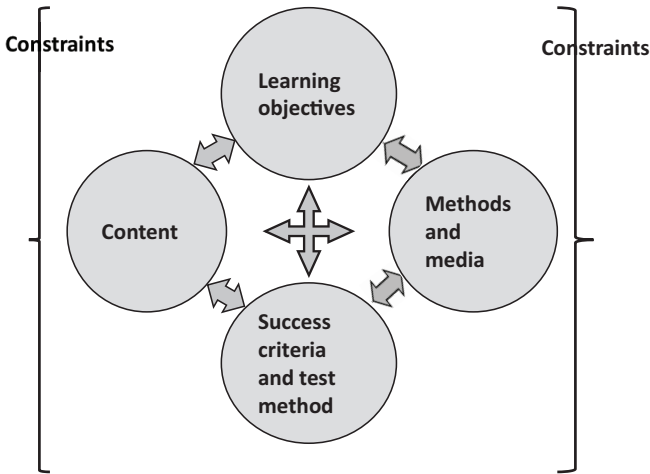 Constraints
Constraints
Learning
objectives
Content
Methods
and
media
Success
criteria
and test
method